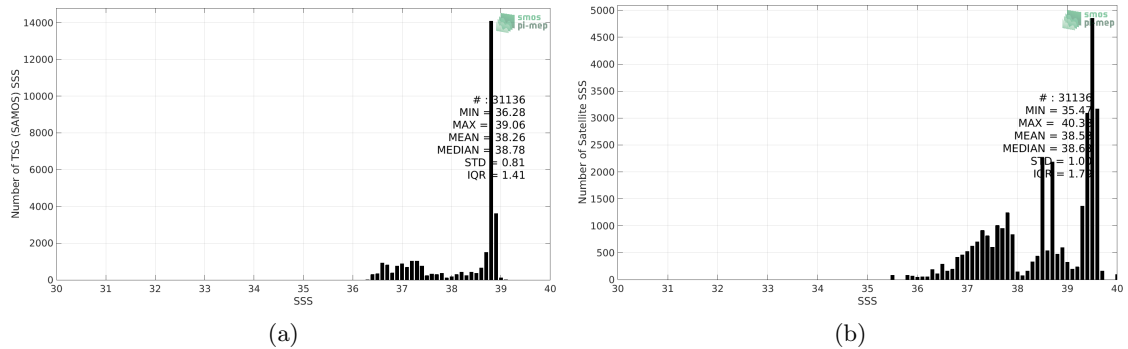 smos
pi-mep
14000
12000
10000
8000
6000
4000
2000
0
Number of TSG (SAMOS) SSS
# : 31136
MIN = 36.28
MAX = 39.06
MEAN = 38.26
MEDIAN = 38.78
STD = 0.81
IQR = 1.41
30 31 32 33 34 35 36 37 38 39 40
SSS
(a)
smos
pi-mep
5000
4500
4000
3500
3000
2500
2000
1500
1000
500
0
Number of Satellite SSS
# : 31136
MIN = 35.47
MAX =
MEAN =
MEDIAN =
STD =
IQR =
30 31 32 33 34 35 36 37 38 39 40
SSS
(b)